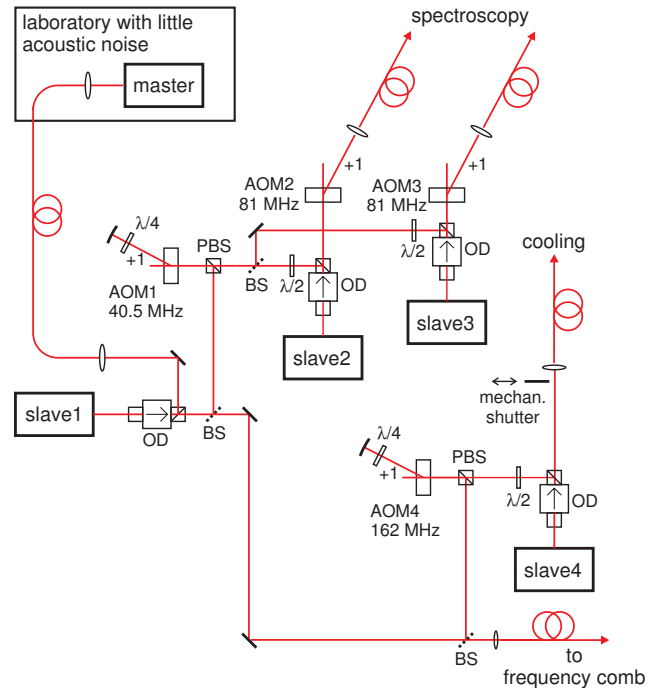 laboratory with little
acoustic noise
master
spectroscopy
+1
+1
AOM2
81 MHz
AOM3
81 MHz
λ/4
+1
PBS
AOM1
40.5 MHz
BS
λ/2
OD
λ/2
OD
cooling
slave2
slave3
mechan.
shutter
slave1
OD
BS
λ/4
+1
PBS
AOM4
162 MHz
λ/2
OD
slave4
BS
to
frequency comb